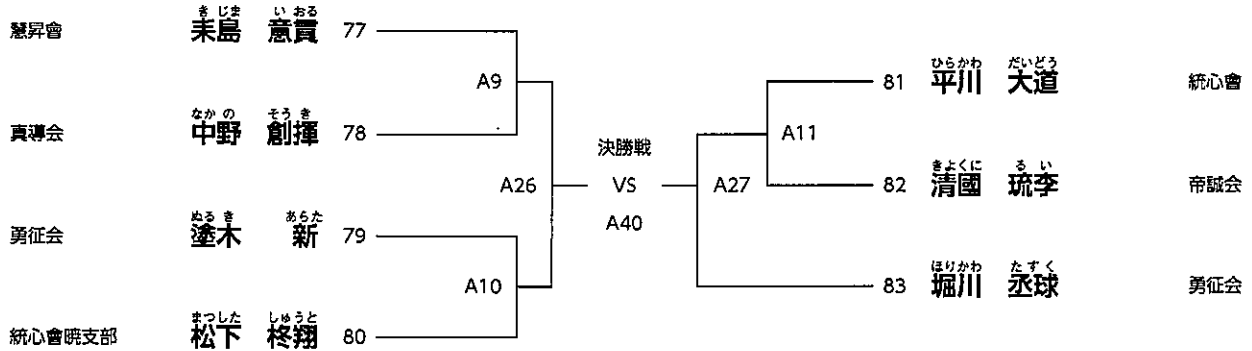 きじま いおる
慧昇會 耒島 意貫 77
A9
なかの そうき
真導会 中野 創揮 78
A26
ぬるき あらた
勇征会 塗木 新 79
A10
まつした しゅうと
統心會暁支部 松下 柊翔 80
決勝戦
VS
A40
ひらかわ だいどう
81 平川 大道 統心會
A11
A27
きよくに るい
82 清國 琉李 帝誠会
ほりかわ たすく
83 堀川 丞球 勇征会